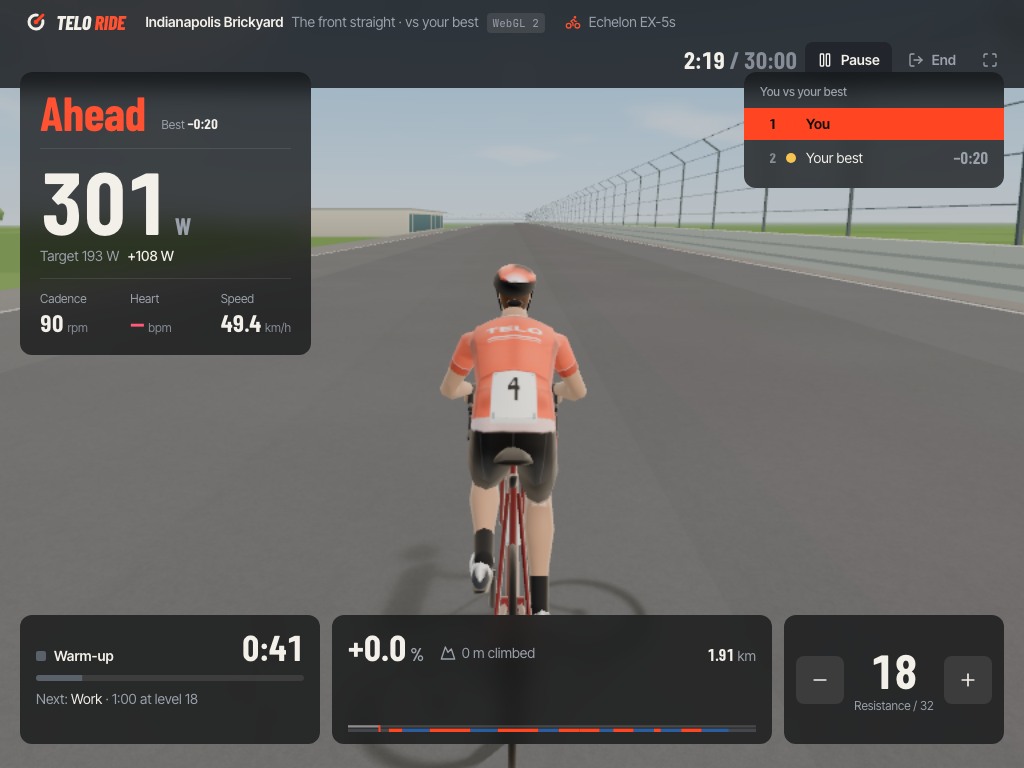 TELO RIDE Indianapolis Brickyard The front straight · vs your best WebGL 2 Echelon EX-5s
2:19 / 30:00 Pause End
Ahead Best −0:20
301 W
Target 193 W +108 W
Cadence Heart Speed
90 rpm — bpm 49.4 km/h
You vs your best
1 You
2 Your best −0:20
TELO
4
Warm-up 0:41
Next: Work · 1:00 at level 18
+0.0 % 0 m climbed 1.91 km
− 18 +
Resistance / 32